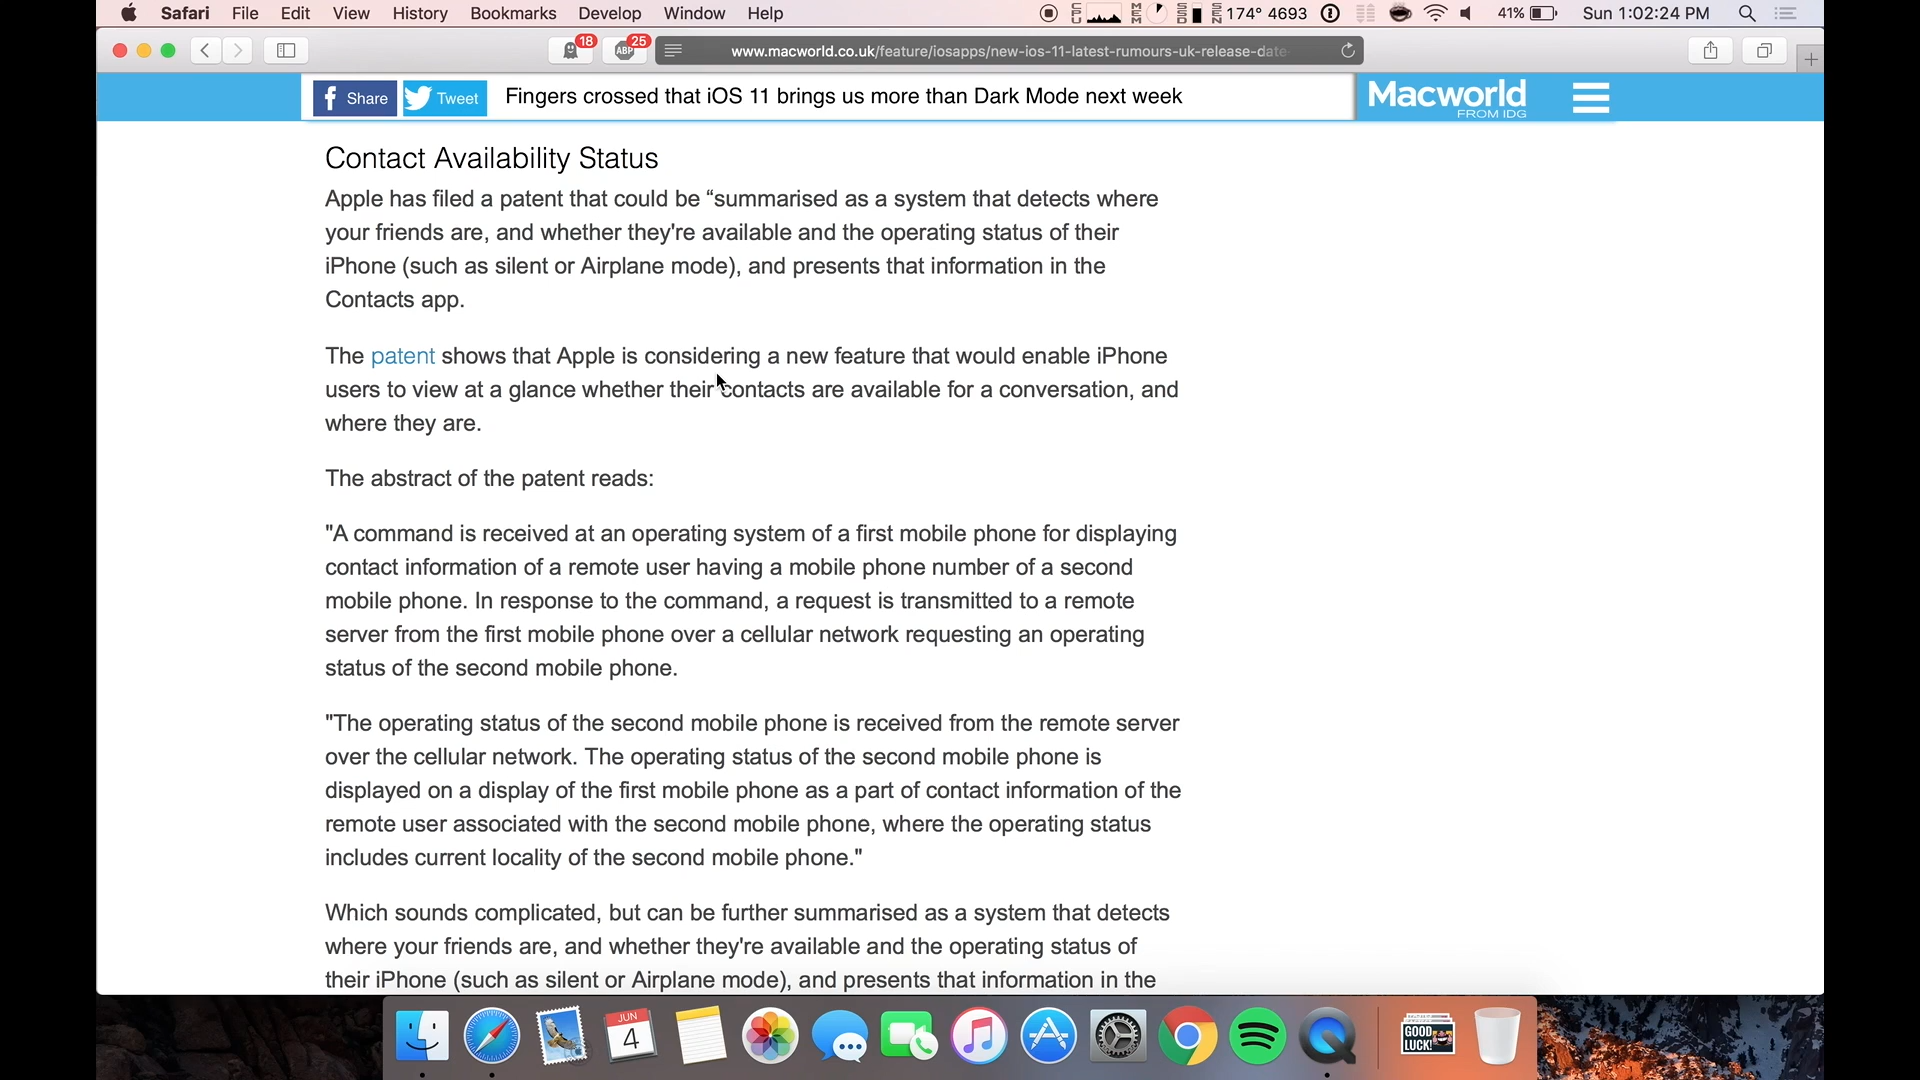 Safari File Edit View History Bookmarks Develop Window Help CPU MEM SSD SEN 174° 4693 41% Sun 1:02:24 PM
18 ABP 25 www.macworld.co.uk/feature/iosapps/new-ios-11-latest-rumours-uk-release-date-
Share Tweet Fingers crossed that iOS 11 brings us more than Dark Mode next week Macworld
FROM IDG
Contact Availability Status
Apple has filed a patent that could be “summarised as a system that detects where
your friends are, and whether they're available and the operating status of their
iPhone (such as silent or Airplane mode), and presents that information in the
Contacts app.
The patent shows that Apple is considering a new feature that would enable iPhone
users to view at a glance whether their contacts are available for a conversation, and
where they are.
The abstract of the patent reads:
"A command is received at an operating system of a first mobile phone for displaying
contact information of a remote user having a mobile phone number of a second
mobile phone. In response to the command, a request is transmitted to a remote
server from the first mobile phone over a cellular network requesting an operating
status of the second mobile phone.
"The operating status of the second mobile phone is received from the remote server
over the cellular network. The operating status of the second mobile phone is
displayed on a display of the first mobile phone as a part of contact information of the
remote user associated with the second mobile phone, where the operating status
includes current locality of the second mobile phone."
Which sounds complicated, but can be further summarised as a system that detects
where your friends are, and whether they're available and the operating status of
their iPhone (such as silent or Airplane mode), and presents that information in the
JUN
4
GOOD
LUCK!